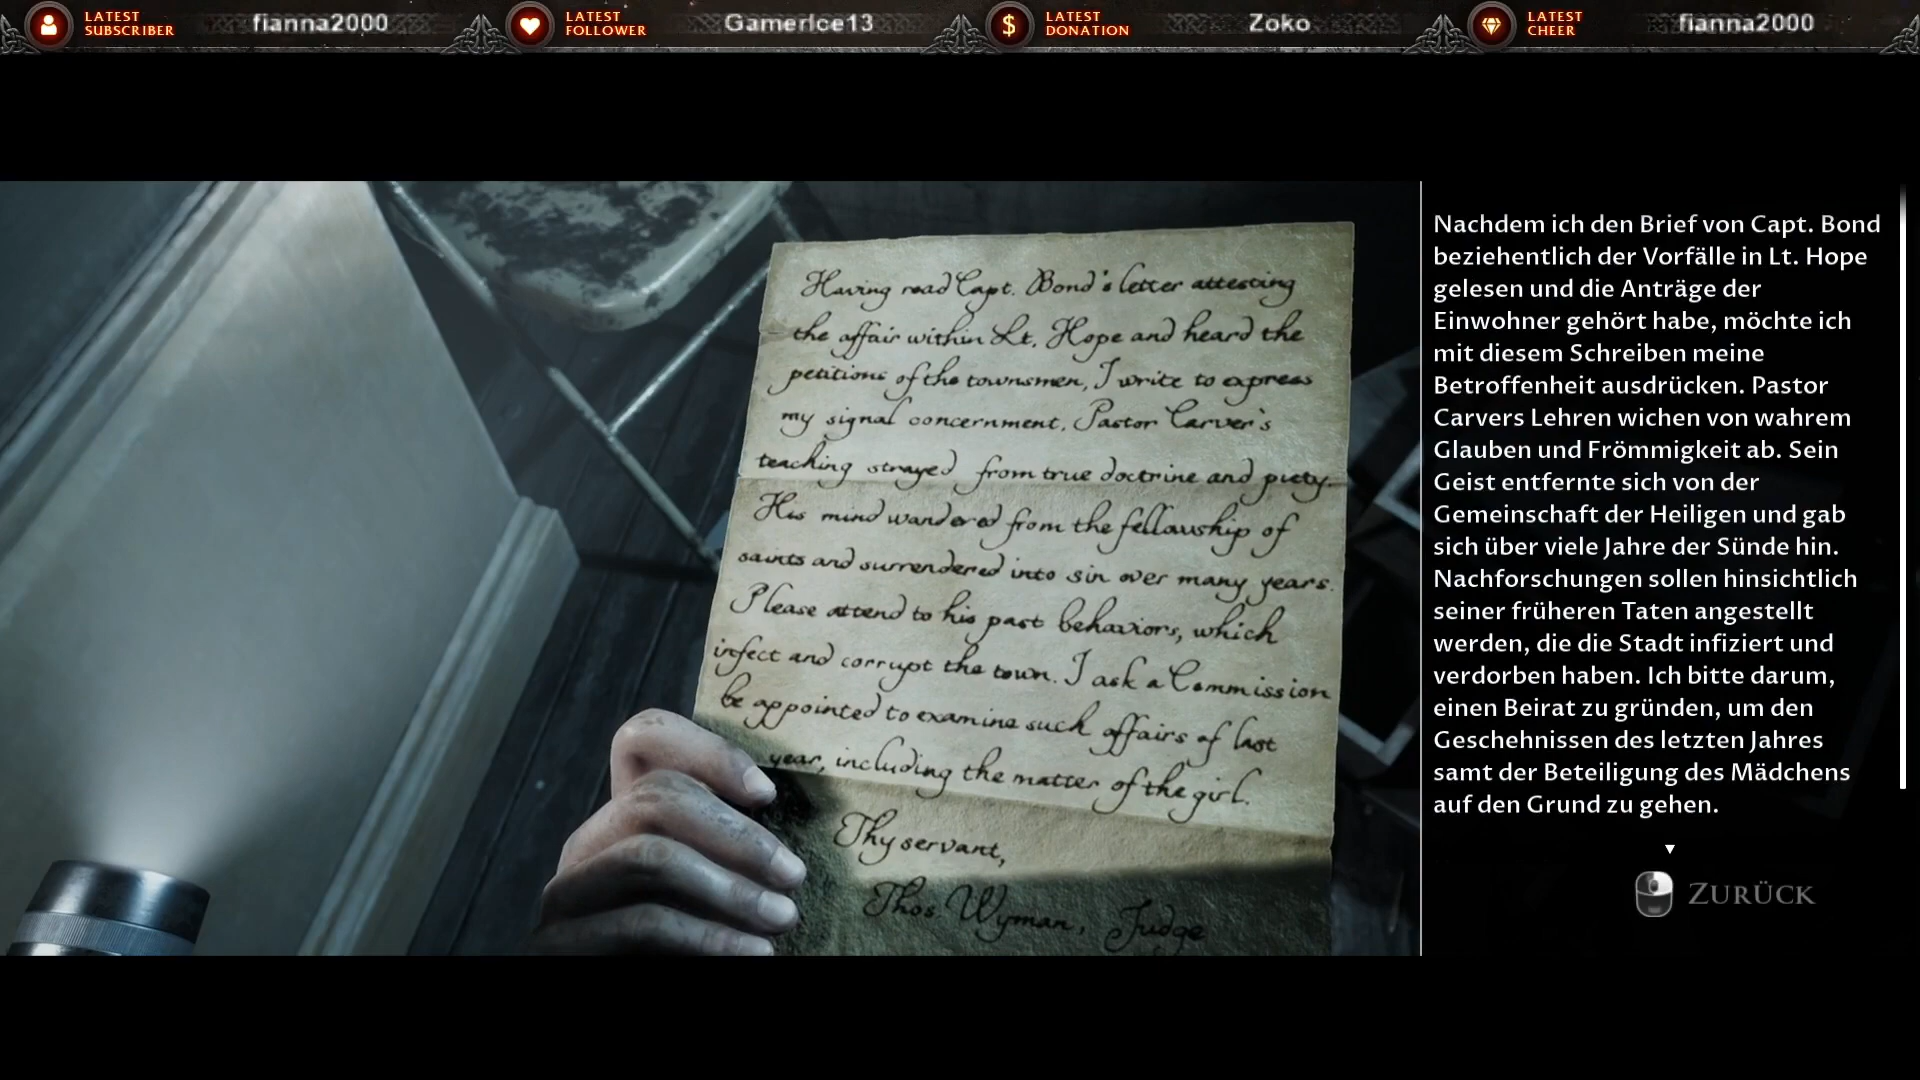 LATEST SUBSCRIBER
fianna2000
LATEST FOLLOWER
GamerIce13
LATEST DONATION
Zoko
LATEST CHEER
fianna2000
Having read Capt. Bond's letter attesting
the affair within Lt. Hope and heard the
petitions of the townsmen, I write to express
my signal concernment. Pastor Carver's
teaching strayed from true doctrine and piety.
His mind wandered from the fellowship of
saints and surrendered into sin over many years.
Please attend to his past behaviors, which
infect and corrupt the town. I ask a Commission
be appointed to examine such affairs of last
year, including the matter of the girl.
Thy servant,
Thos Wyman, Judge
Nachdem ich den Brief von Capt. Bond
beziehentlich der Vorfälle in Lt. Hope
gelesen und die Anträge der
Einwohner gehört habe, möchte ich
mit diesem Schreiben meine
Betroffenheit ausdrücken. Pastor
Carvers Lehren wichen von wahrem
Glauben und Frömmigkeit ab. Sein
Geist entfernte sich von der
Gemeinschaft der Heiligen und gab
sich über viele Jahre der Sünde hin.
Nachforschungen sollen hinsichtlich
seiner früheren Taten angestellt
werden, die die Stadt infiziert und
verdorben haben. Ich bitte darum,
einen Beirat zu gründen, um den
Geschehnissen des letzten Jahres
samt der Beteiligung des Mädchens
auf den Grund zu gehen.
ZURÜCK